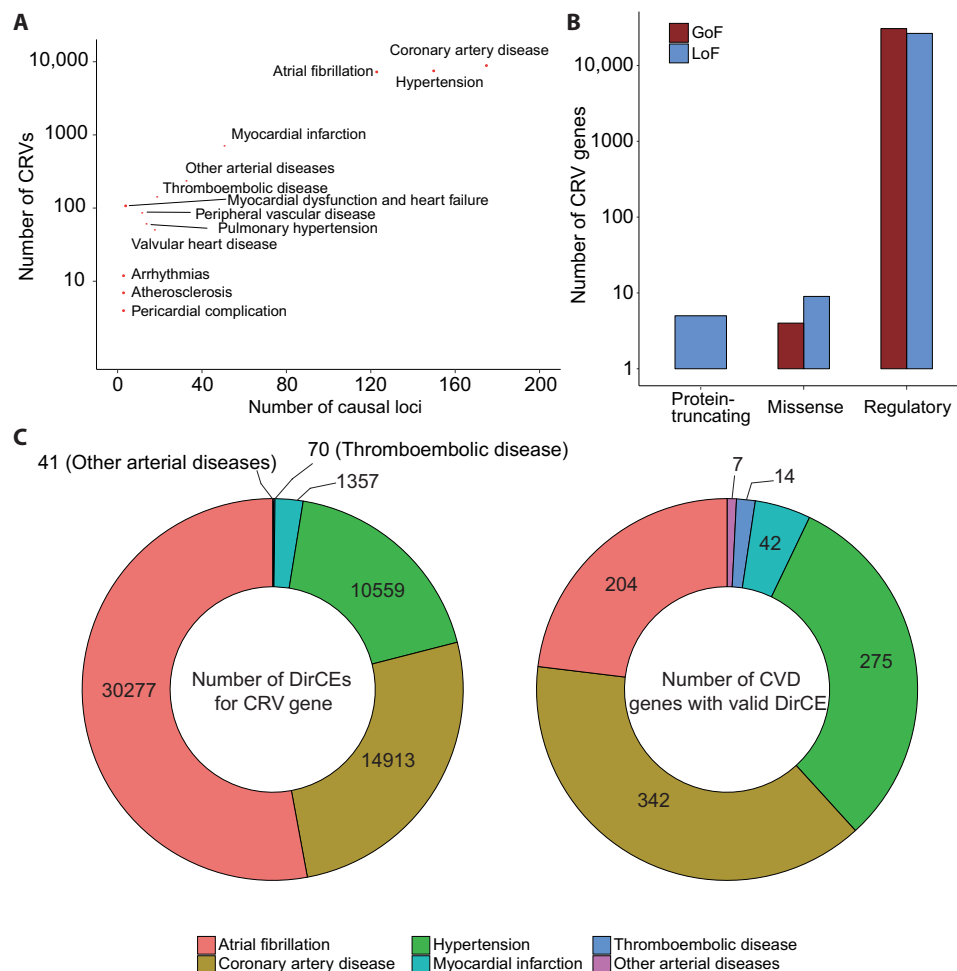 A
Number of CRVs
10,000
1000
100
10
Coronary artery disease
Atrial fibrillation
Hypertension
Myocardial infarction
Other arterial diseases
Thromboembolic disease
Myocardial dysfunction and heart failure
Peripheral vascular disease
Pulmonary hypertension
Valvular heart disease
Arrhythmias
Atherosclerosis
Pericardial complication
0 40 80 120 160 200
Number of causal loci
B
GoF
LoF
Number of CRV genes
10,000
1000
100
10
1
Protein-
truncating Missense Regulatory
C
41 (Other arterial diseases)
70 (Thromboembolic disease)
1357
10559
14913
30277
Number of DirCEs
for CRV gene
7
14
42
275
342
204
Number of CVD
genes with valid DirCE
Atrial fibrillation Hypertension Thromboembolic disease
Coronary artery disease Myocardial infarction Other arterial diseases